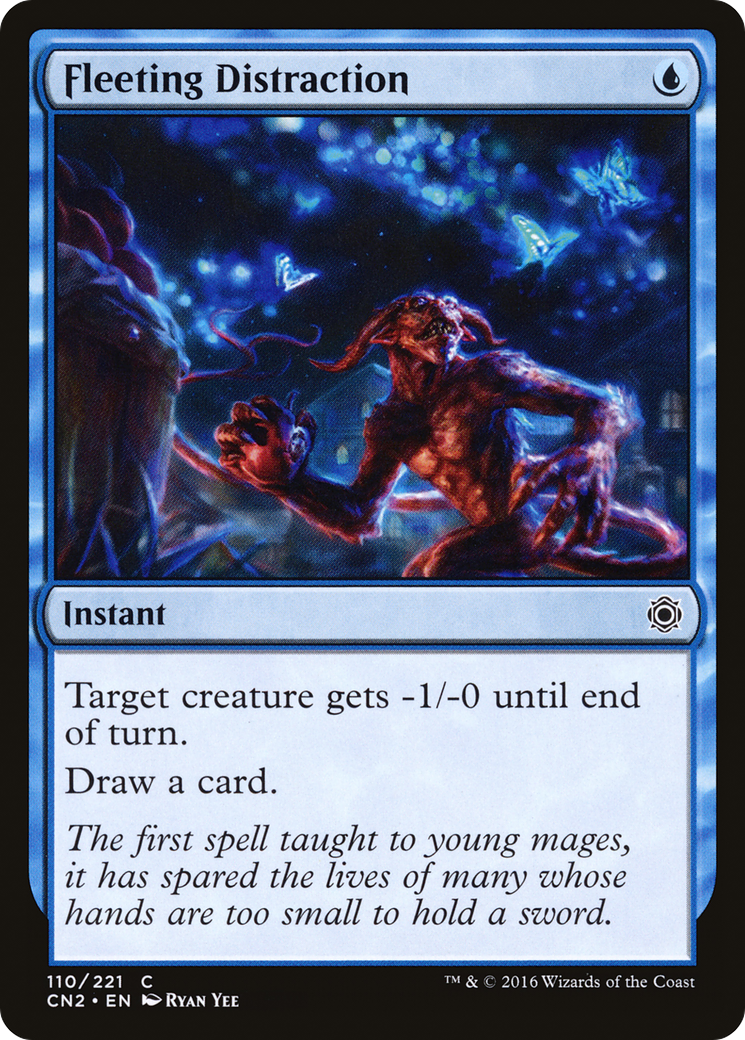 Fleeting Distraction
Instant
Target creature gets -1/-0 until end
of turn.
Draw a card.
The first spell taught to young mages,
it has spared the lives of many whose
hands are too small to hold a sword.
110/221 C
CN2 • EN Ryan Yee
™ & © 2016 Wizards of the Coast